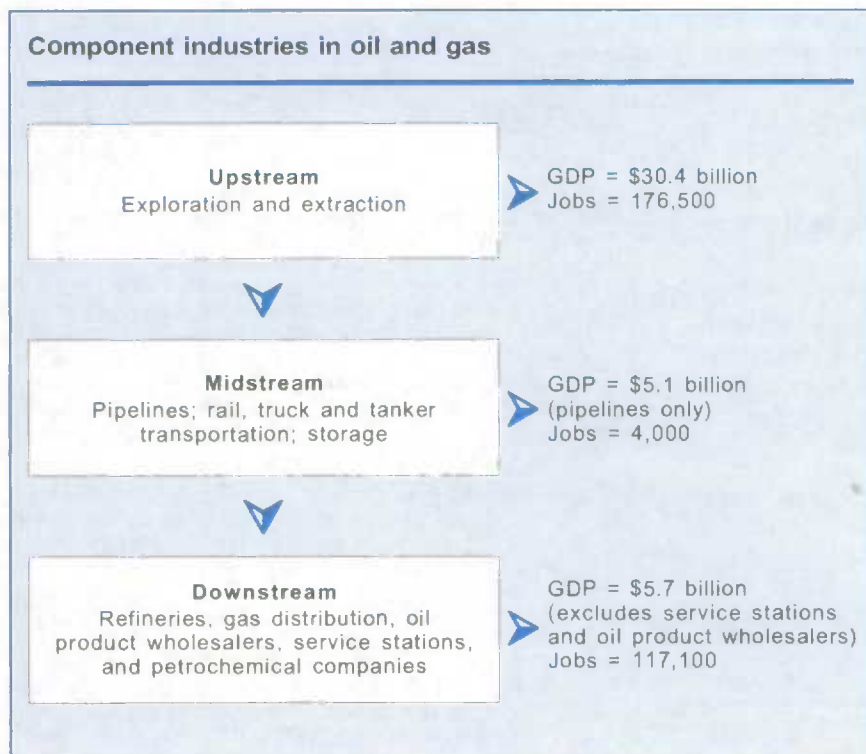 Component industries in oil and gas
Upstream
Exploration and extraction
GDP = $30.4 billion
Jobs = 176,500
Midstream
Pipelines; rail, truck and tanker
transportation; storage
GDP = $5.1 billion
(pipelines only)
Jobs = 4,000
Downstream
Refineries, gas distribution, oil
product wholesalers, service stations,
and petrochemical companies
GDP = $5.7 billion
(excludes service stations
and oil product wholesalers)
Jobs = 117,100